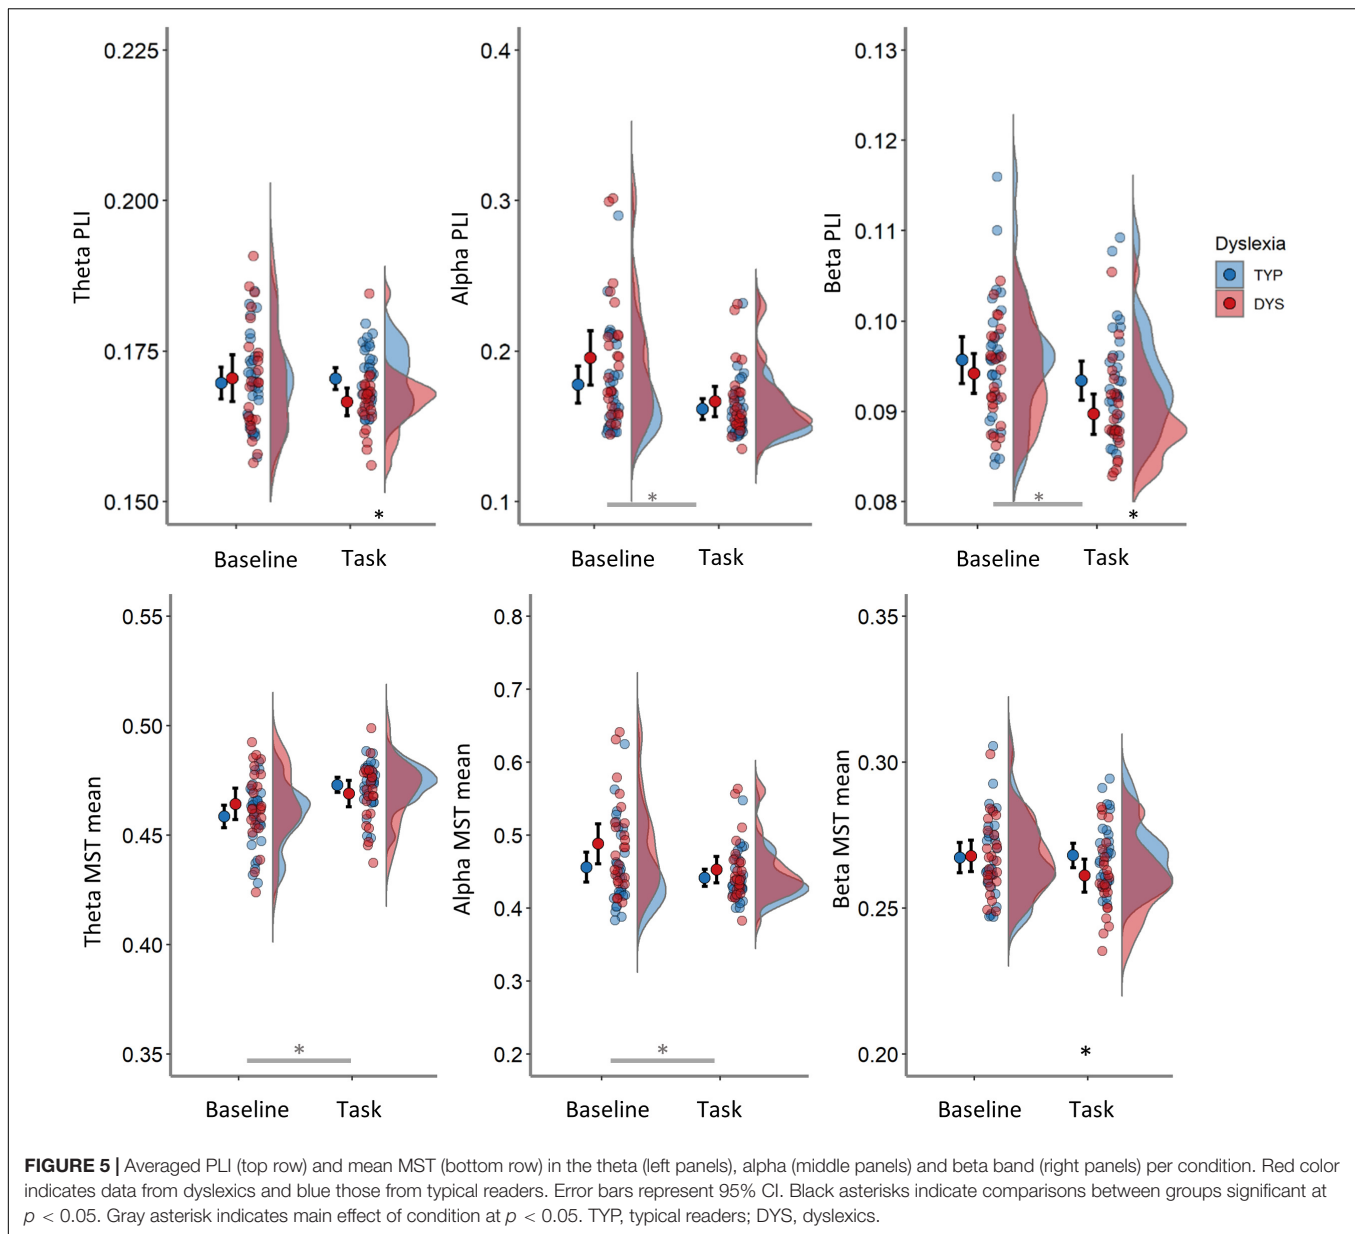 0.225
0.200
0.175
0.150
Theta PLI
*
Baseline
Task
0.4
0.3
0.2
0.1
Alpha PLI
*
Baseline
Task
0.13
0.12
0.11
0.10
0.09
0.08
Beta PLI
*
*
Baseline
Task
Dyslexia
TYP
DYS
0.55
0.50
0.45
0.40
0.35
Theta MST mean
*
Baseline
Task
0.8
0.7
0.6
0.5
0.4
0.3
0.2
Alpha MST mean
*
Baseline
Task
0.35
0.30
0.25
0.20
Beta MST mean
*
Baseline
Task
FIGURE 5 | Averaged PLI (top row) and mean MST (bottom row) in the theta (left panels), alpha (middle panels) and beta band (right panels) per condition. Red color
indicates data from dyslexics and blue those from typical readers. Error bars represent 95% CI. Black asterisks indicate comparisons between groups significant at
p < 0.05. Gray asterisk indicates main effect of condition at p < 0.05. TYP, typical readers; DYS, dyslexics.